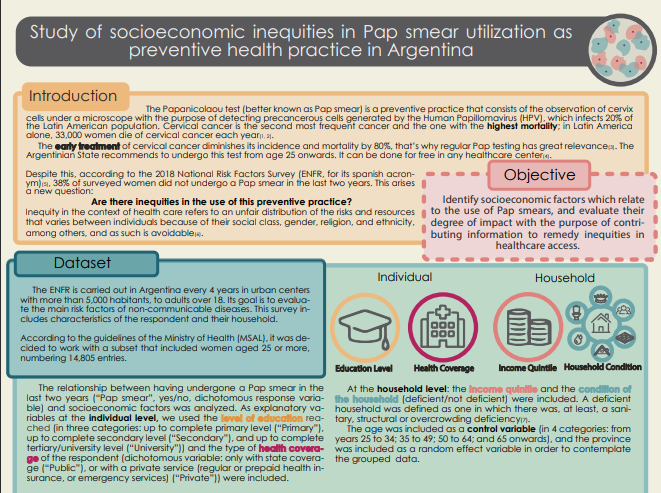 Study of socioeconomic inequities in Pap smear utilization as
preventive health practice in Argentina
Introduction
The Papanicolaou test (better known as Pap smear) is a preventive practice that consists of the observation of cervix
cells under a microscope with the purpose of detecting precancerous cells generated by the Human Papillomavirus (HPV), which infects 20% of
the Latin American population. Cervical cancer is the second most frequent cancer and the one with the highest mortality; in Latin America
alone, 33,000 women die of cervical cancer each year[1, 2].
The early treatment of cervical cancer diminishes its incidence and mortality by 80%, that's why regular Pap testing has great relevance[3]. The
Argentinian State recommends to undergo this test from age 25 onwards. It can be done for free in any healthcare center[4].
Despite this, according to the 2018 National Risk Factors Survey (ENFR, for its spanish acron-
ym)[5], 38% of surveyed women did not undergo a Pap smear in the last two years. This arises
a new question:
Are there inequities in the use of this preventive practice?
Inequity in the context of health care refers to an unfair distribution of the risks and resources
that varies between individuals because of their social class, gender, religion, and ethnicity,
among others, and as such is avoidable[6].
Objective
Identify socioeconomic factors which relate
to the use of Pap smears, and evaluate their
degree of impact with the purpose of contri-
buting information to remedy inequities in
healthcare access.
Dataset
The ENFR is carried out in Argentina every 4 years in urban centers
with more than 5,000 habitants, to adults over 18. Its goal is to evalua-
te the main risk factors of non-communicable diseases. This survey in-
cludes characteristics of the respondent and their household.
According to the guidelines of the Ministry of Health (MSAL), it was de-
cided to work with a subset that included women aged 25 or more,
numbering 14,805 entries.
Individual
Household
Education Level
Health Coverage
Income Quintile
Household Condition
The relationship between having undergone a Pap smear in the
last two years ("Pap smear", yes/no, dichotomous response varia-
ble) and socioeconomic factors was analyzed. As explanatory va-
riables at the individual level, we used the level of education rea-
ched (in three categories: up to complete primary level ("Primary"),
up to complete secondary level ("Secondary"), and up to complete
tertiary/university level ("University")) and the type of health covera-
ge of the respondent (dichotomous variable: only with state covera-
ge ("Public"), or with a private service (regular or prepaid health in-
surance, or emergency services) ("Private")) were included.
At the household level: the income quintile and the condition of
the household (deficient/not deficient) were included. A deficient
household was defined as one in which there was, at least, a sani-
tary, structural or overcrowding deficiency[7].
The age was included as a control variable (in 4 categories: from
years 25 to 34; 35 to 49; 50 to 64; and 65 onwards), and the province
was included as a random effect variable in order to contemplate
the grouped data.